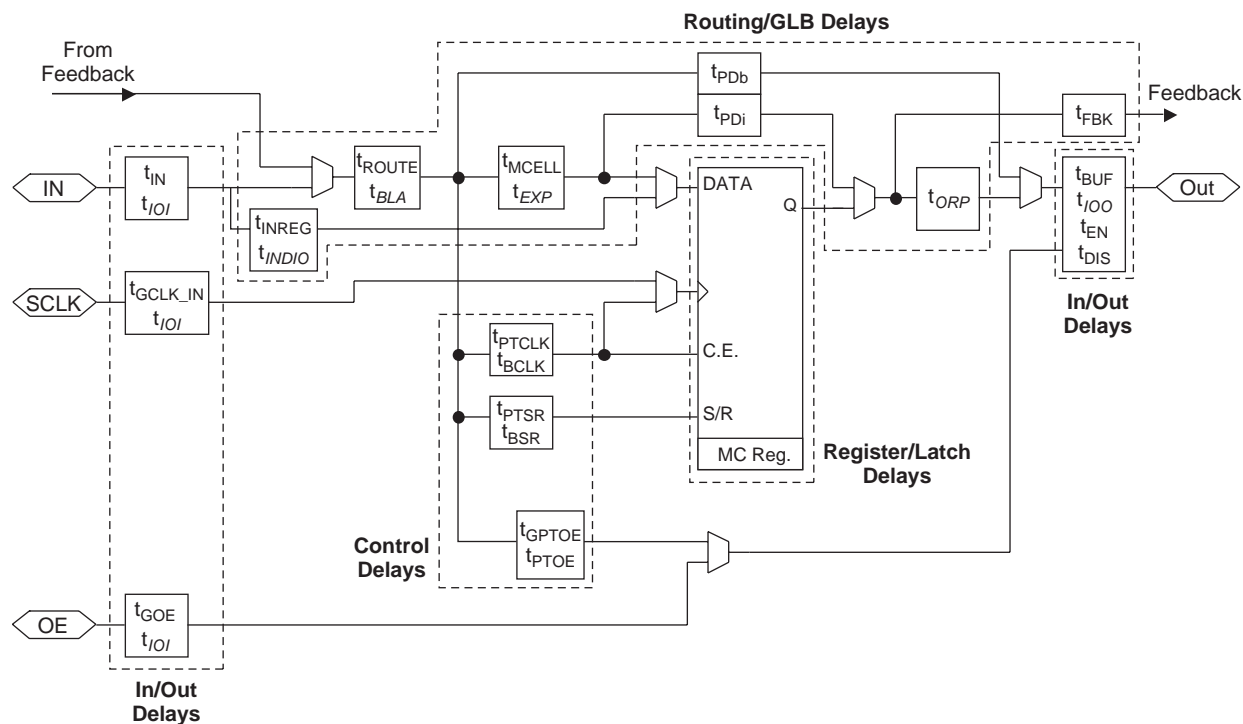 Routing/GLB Delays
From
Feedback
tPDb
tPDi
tFBK
Feedback
IN
tIN
tIOI
tROUTE
tBLA
tMCELL
tEXP
tINREG
tINDIO
DATA
Q
tORP
tBUF
tIOO
tEN
tDIS
Out
In/Out
Delays
SCLK
tGCLK_IN
tIOI
tPTCLK
tBCLK
C.E.
tPTSR
tBSR
S/R
MC Reg.
Register/Latch
Delays
Control
Delays
tGPTOE
tPTOE
OE
tGOE
tIOI
In/Out
Delays